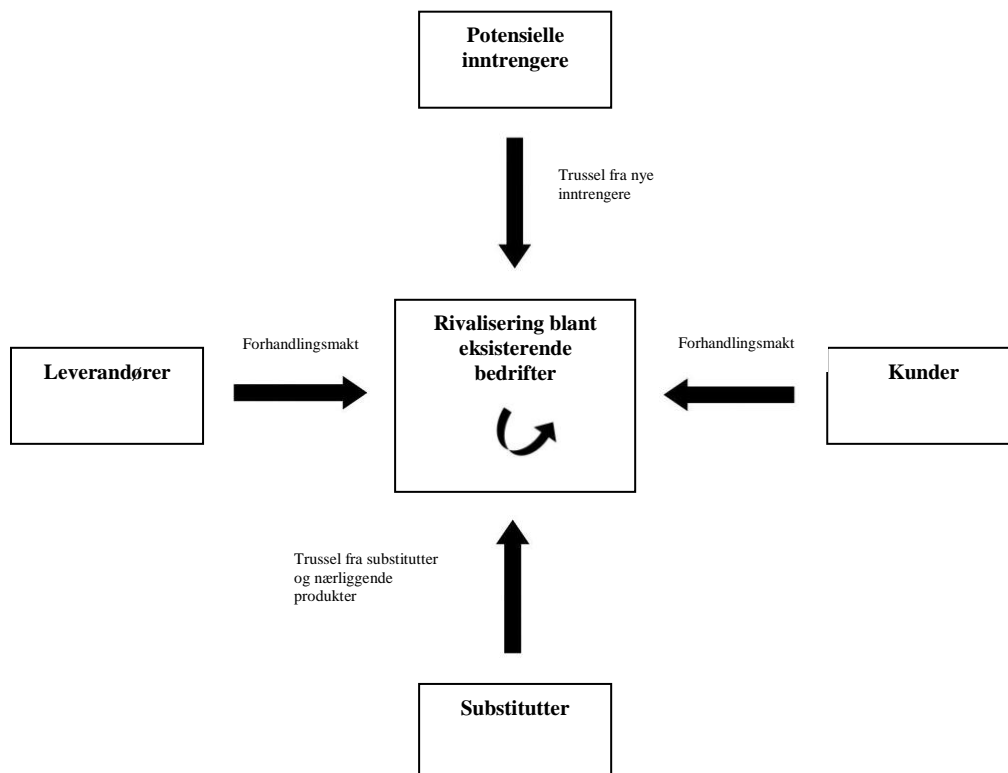 Potensielle
inntrengere
Trussel fra nye
inntrengere
Rivalisering blant
eksisterende
bedrifter
Forhandlingsmakt
Forhandlingsmakt
Leverandører
Kunder
Trussel fra substitutter
og nærliggende
produkter
Substitutter